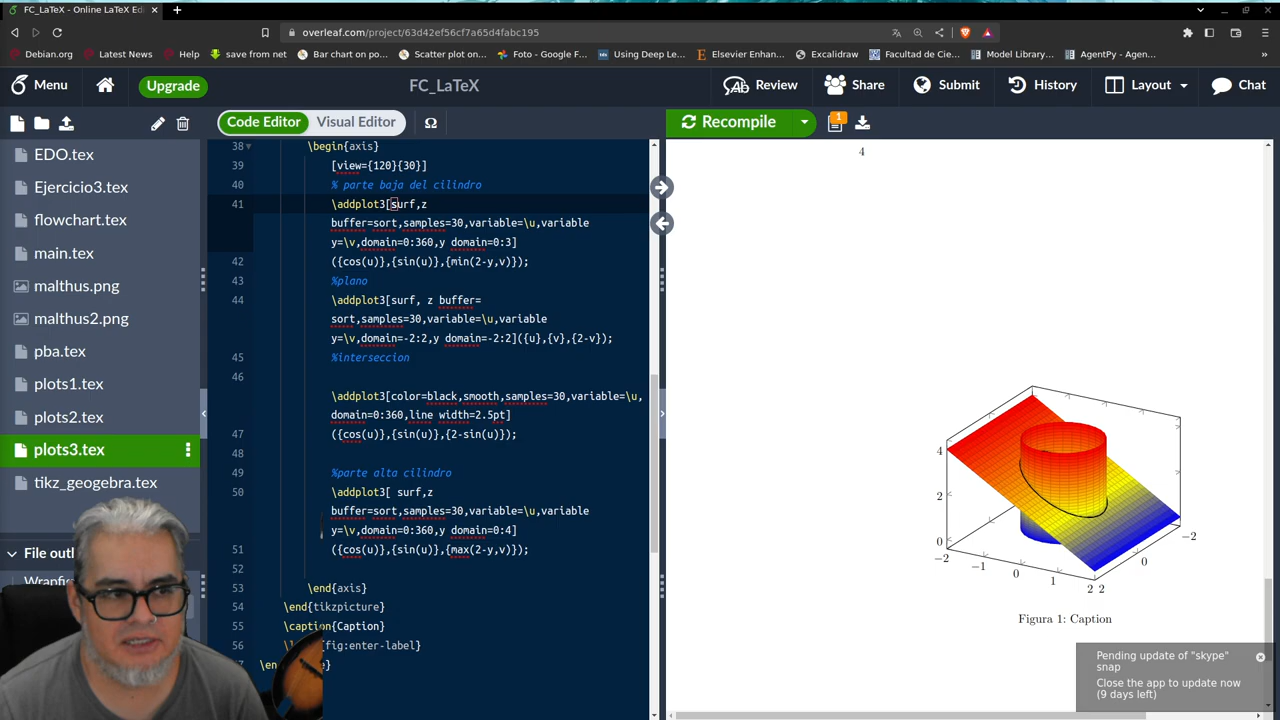 FC_LaTeX - Online LaTeX Edi
overleaf.com/project/63d42ef56cf7a65d4fabc195
Debian.org
Latest News
Help
save from net
Bar chart on po...
Scatter plot on...
Foto - Google F...
Using Deep Le...
Elsevier Enhan...
Excalidraw
Facultad de Cie...
Model Library...
AgentPy - Agen...
Menu
Upgrade
FC_LaTeX
Review
Share
Submit
History
Layout
Chat
Code Editor
Visual Editor
Ω
Recompile
1
EDO.tex
Ejercicio3.tex
flowchart.tex
main.tex
malthus.png
malthus2.png
pba.tex
plots1.tex
plots2.tex
plots3.tex
tikz_geogebra.tex
File outl
38 \begin{axis}
39 [view={120}{30}]
40 % parte baja del cilindro
41 \addplot3[surf,z
buffer=sort,samples=30,variable=\u,variable
y=\v,domain=0:360,y domain=0:3]
42 ({cos(u)},{sin(u)},{min(2-y,v)});
43 %plano
44 \addplot3[surf, z buffer=
sort,samples=30,variable=\u,variable
y=\v,domain=-2:2,y domain=-2:2]({u},{v},{2-v});
45 %interseccion
46
\addplot3[color=black,smooth,samples=30,variable=\u,
domain=0:360,line width=2.5pt]
47 ({cos(u)},{sin(u)},{2-sin(u)});
48
49 %parte alta cilindro
50 \addplot3[ surf,z
buffer=sort,samples=30,variable=\u,variable
y=\v,domain=0:360,y domain=0:4]
51 ({cos(u)},{sin(u)},{max(2-y,v)});
52
53 \end{axis}
54 \end{tikzpicture}
55 \caption{Caption}
56 \l {fig:enter-label}
4
4
2
0
−2
−1
0
1
2 2
0
−2
Figura 1: Caption
Pending update of "skype"
snap
Close the app to update now
(9 days left)